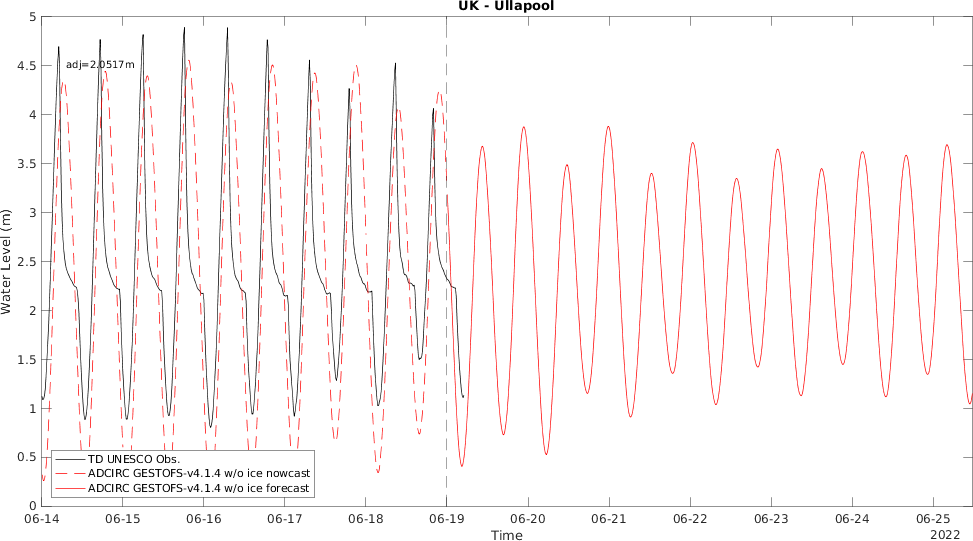 UK - Ullapool
5
4.5
4
3.5
3
2.5
2
1.5
1
0.5
0
Water Level (m)
adj=2.0517m
TD UNESCO Obs.
ADCIRC GESTOFS-v4.1.4 w/o ice nowcast
ADCIRC GESTOFS-v4.1.4 w/o ice forecast
06-14 06-15 06-16 06-17 06-18 06-19 06-20 06-21 06-22 06-23 06-24 06-25
Time
2022